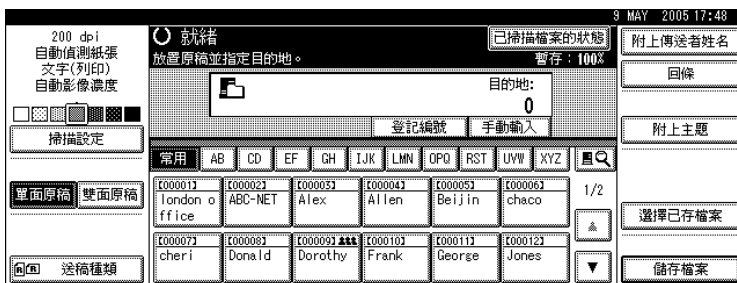 9 MAY 2005 17:48
200 dpi
自動偵測紙張
文字(列印)
自動影像濃度
掃描設定
單面原稿 雙面原稿
送稿種類
就緒
已掃描檔案的狀態
放置原稿並指定目的地。
暫存：100%
目的地:
0
登記編號 手動輸入
常用 AB CD EF GH IJK LMN OPQ RST UVW XYZ
[00001] [00002] [00003] [00004] [00005] [00006]
london o ABC-NET Alex Allen Beijin chaco
ffice
1/2
[00007] [00008] [00009] [00010] [00011] [00012]
cheri Donald Dorothy Frank George Jones
附上傳送者姓名
回條
附上主題
選擇已存檔案
儲存檔案